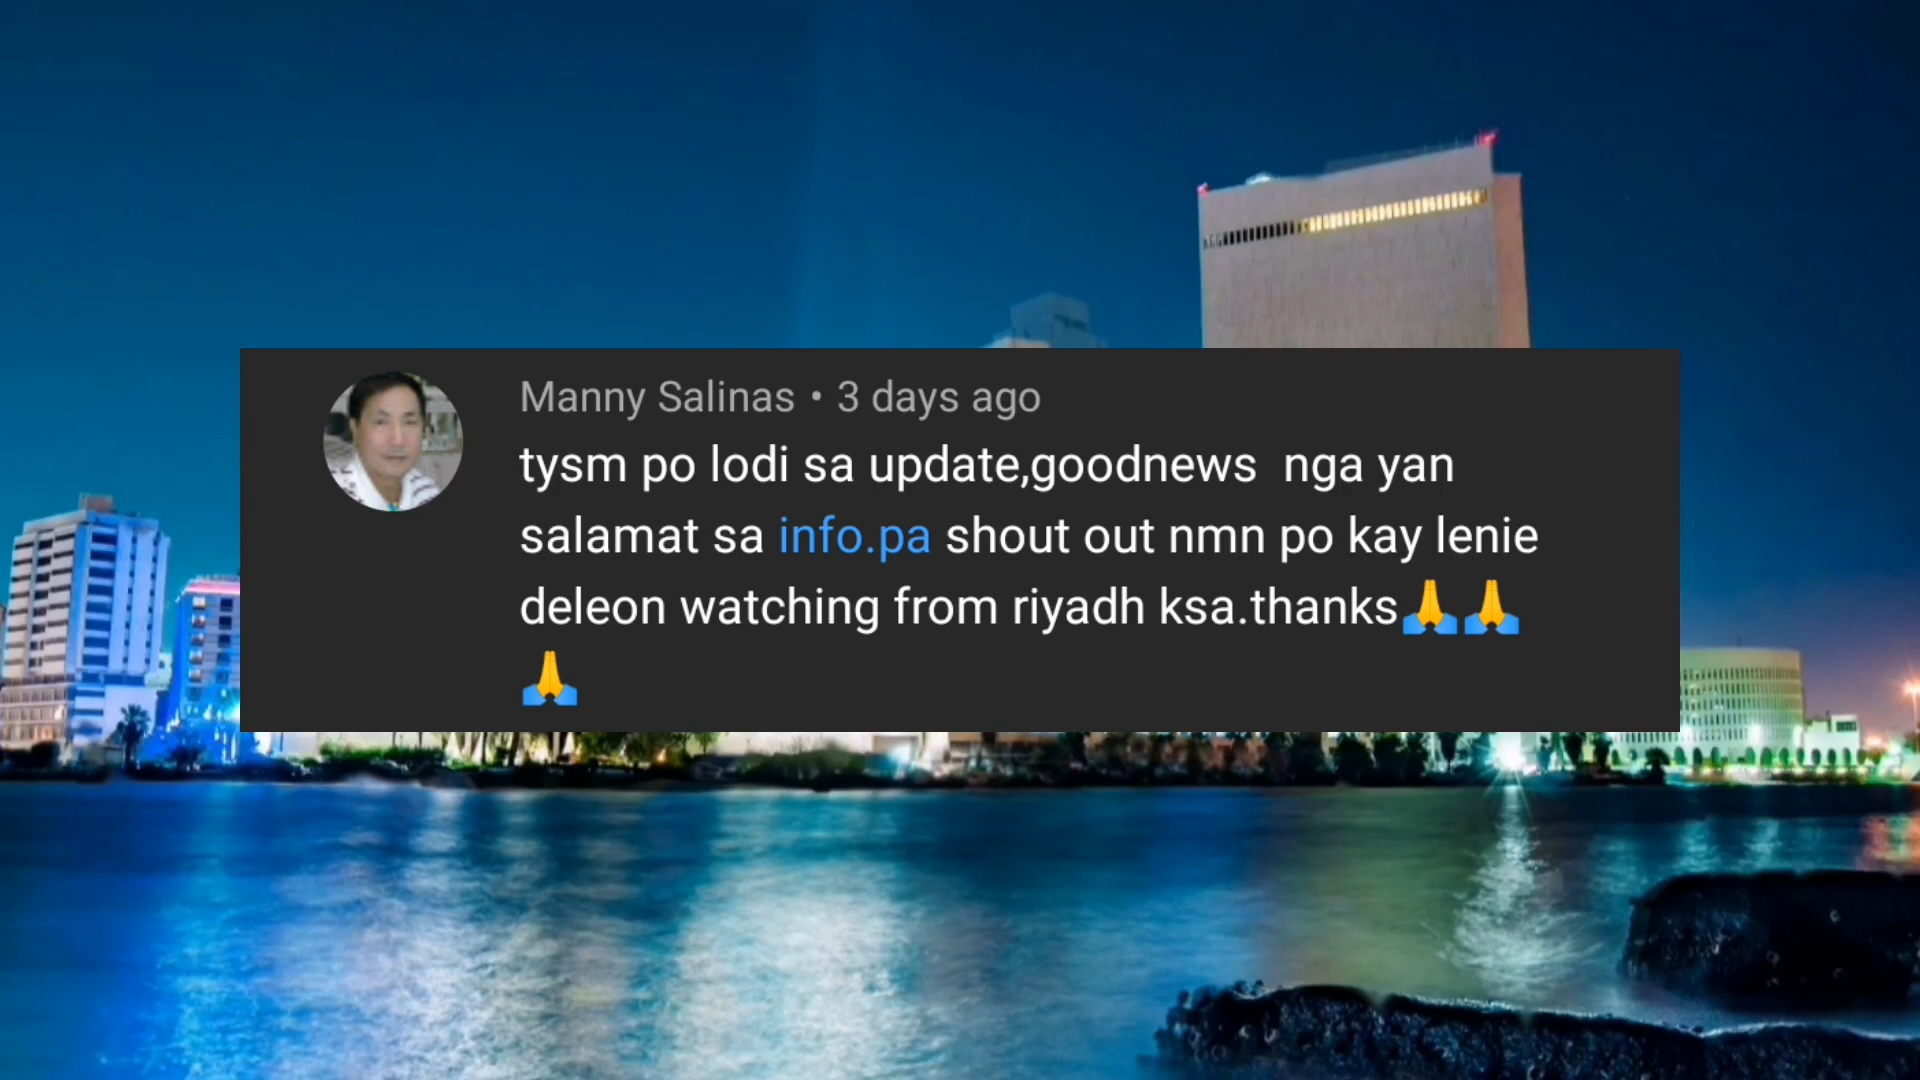 Manny Salinas • 3 days ago
tysm po lodi sa update,goodnews  nga yan
salamat sa info.pa shout out nmn po kay lenie
deleon watching from riyadh ksa.thanks🙏🙏
🙏